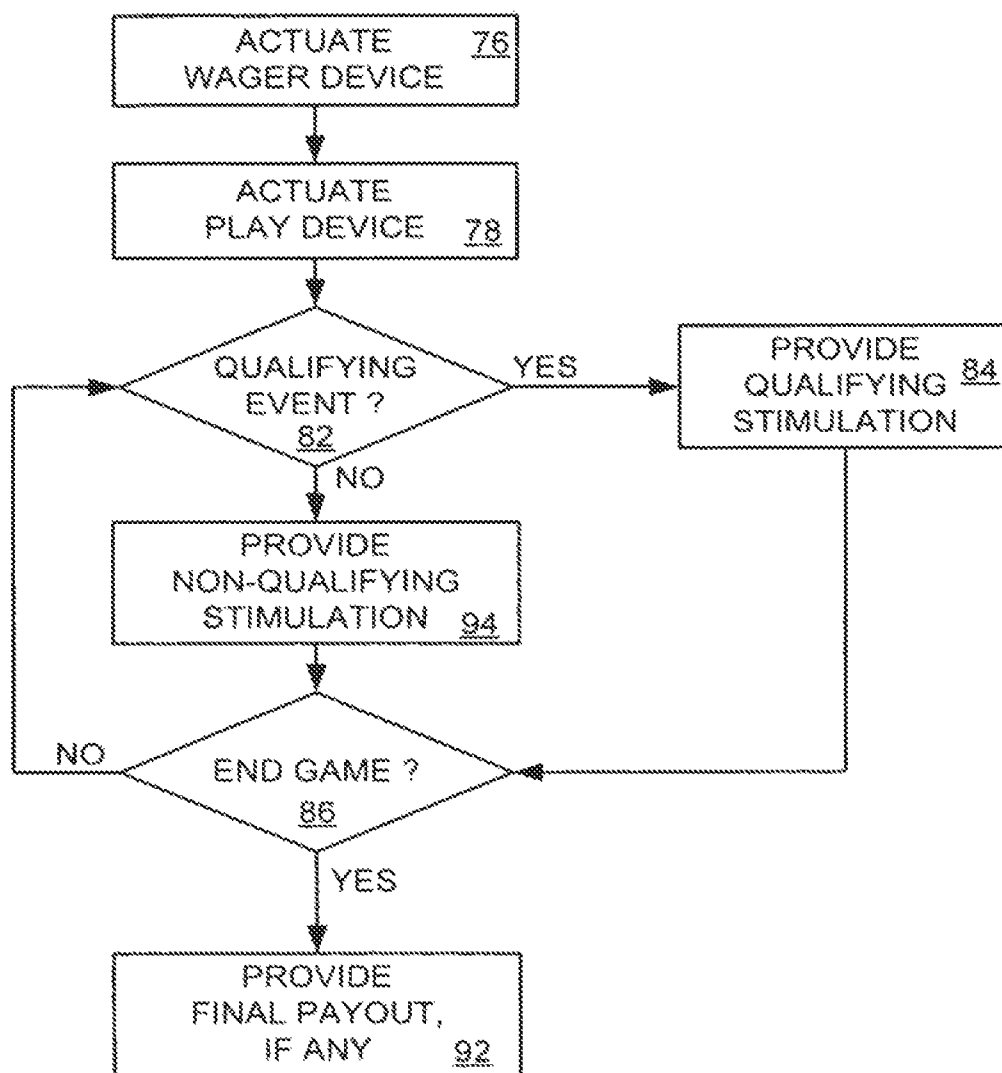 ACTUATE
WAGER DEVICE
76
ACTUATE
PLAY DEVICE
78
QUALIFYING
EVENT ?
82
YES
PROVIDE
QUALIFYING
STIMULATION
84
NO
PROVIDE
NON-QUALIFYING
STIMULATION
94
NO
END GAME ?
86
YES
PROVIDE
FINAL PAYOUT,
IF ANY
92